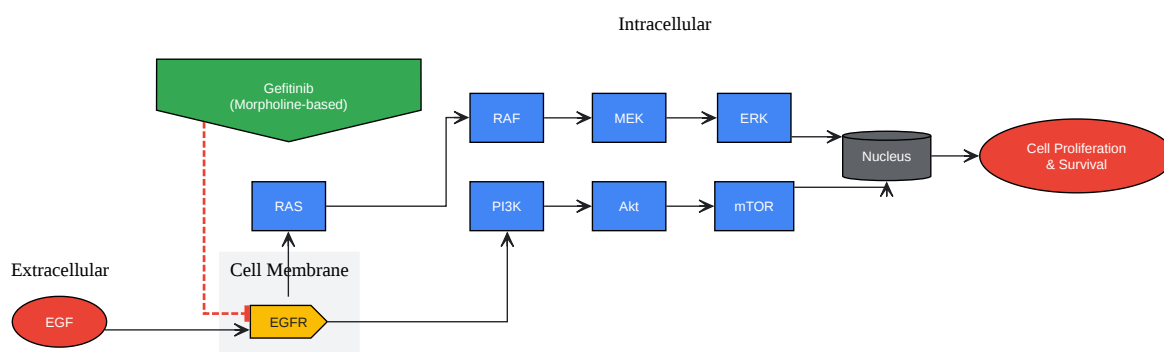 Intracellular
Gefitinib
(Morpholine-based)
RAF
MEK
ERK
Nucleus
Cell Proliferation
& Survival
RAS
PI3K
Akt
mTOR
Extracellular
Cell Membrane
EGF
EGFR